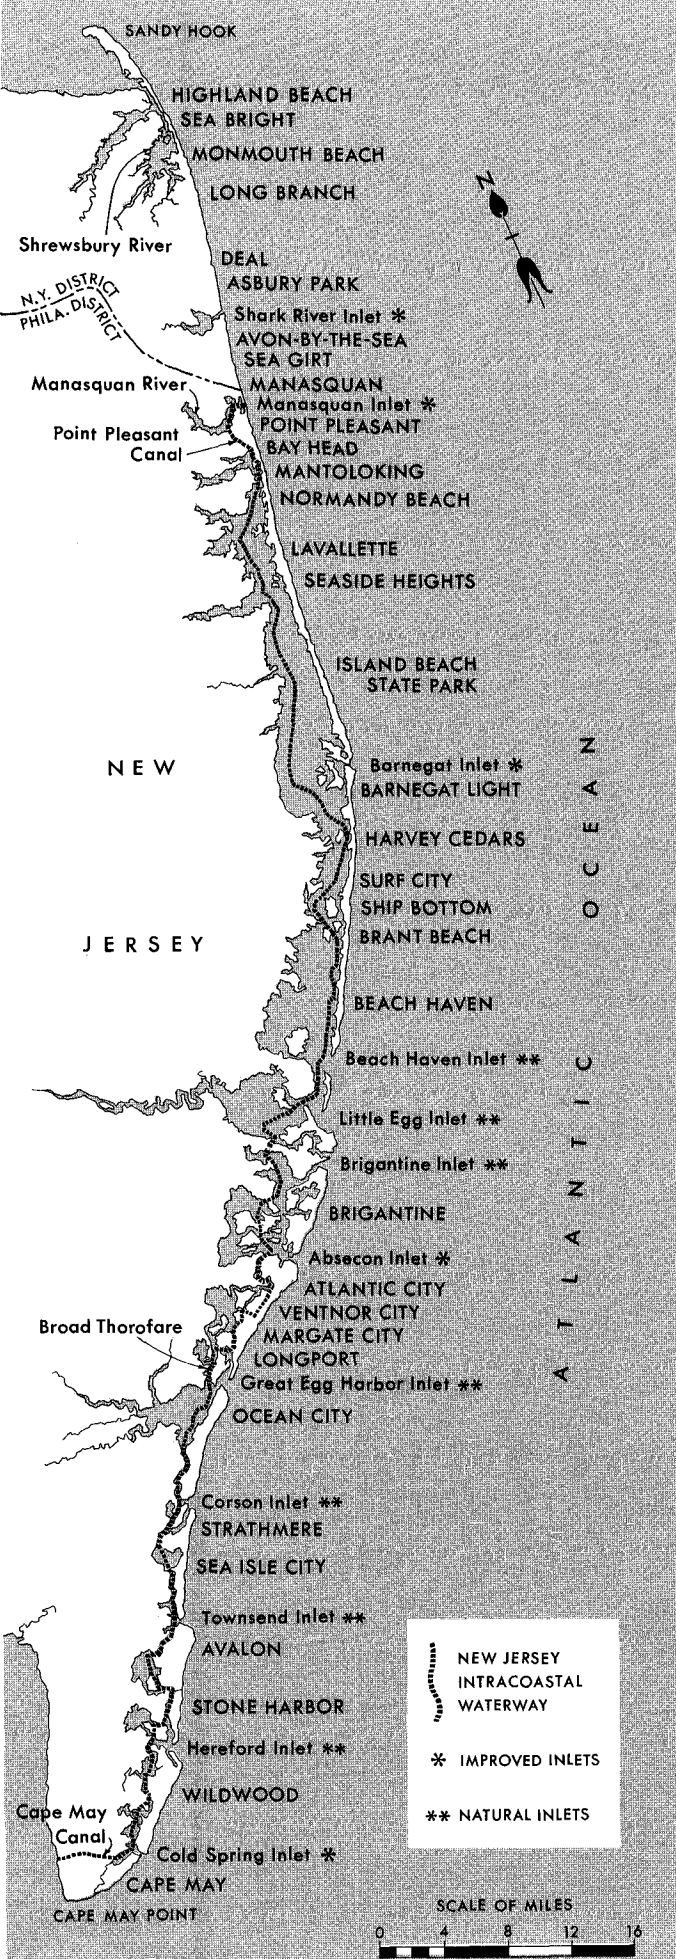 SANDY HOOK
HIGHLAND BEACH
SEA BRIGHT
MONMOUTH BEACH
LONG BRANCH
N
Shrewsbury River
DEAL
ASBURY PARK
N.Y. DISTRICT
PHILA. DISTRICT
Shark River Inlet *
AVON-BY-THE-SEA
SEA GIRT
MANASQUAN
Manasquan River
Manasquan Inlet *
POINT PLEASANT
Point Pleasant
Canal
BAY HEAD
MANTOLOKING
NORMANDY BEACH
LAVALLETTE
SEASIDE HEIGHTS
ISLAND BEACH
STATE PARK
NEW
JERSEY
Barnegat Inlet *
BARNEGAT LIGHT
HARVEY CEDARS
SURF CITY
SHIP BOTTOM
BRANT BEACH
BEACH HAVEN
ATLANTIC OCEAN
Beach Haven Inlet **
Little Egg Inlet **
Brigantine Inlet **
BRIGANTINE
Absecon Inlet *
ATLANTIC CITY
VENTNOR CITY
MARGATE CITY
Broad Thorofare
LONGPORT
Great Egg Harbor Inlet **
OCEAN CITY
Corson Inlet **
STRATHMERE
SEA ISLE CITY
Townsend Inlet **
AVALON
STONE HARBOR
Hereford Inlet **
WILDWOOD
Cape May
Canal
Cold Spring Inlet *
CAPE MAY
CAPE MAY POINT
NEW JERSEY
INTRACOASTAL
WATERWAY
* IMPROVED INLETS
** NATURAL INLETS
SCALE OF MILES
0 4 8 12 16